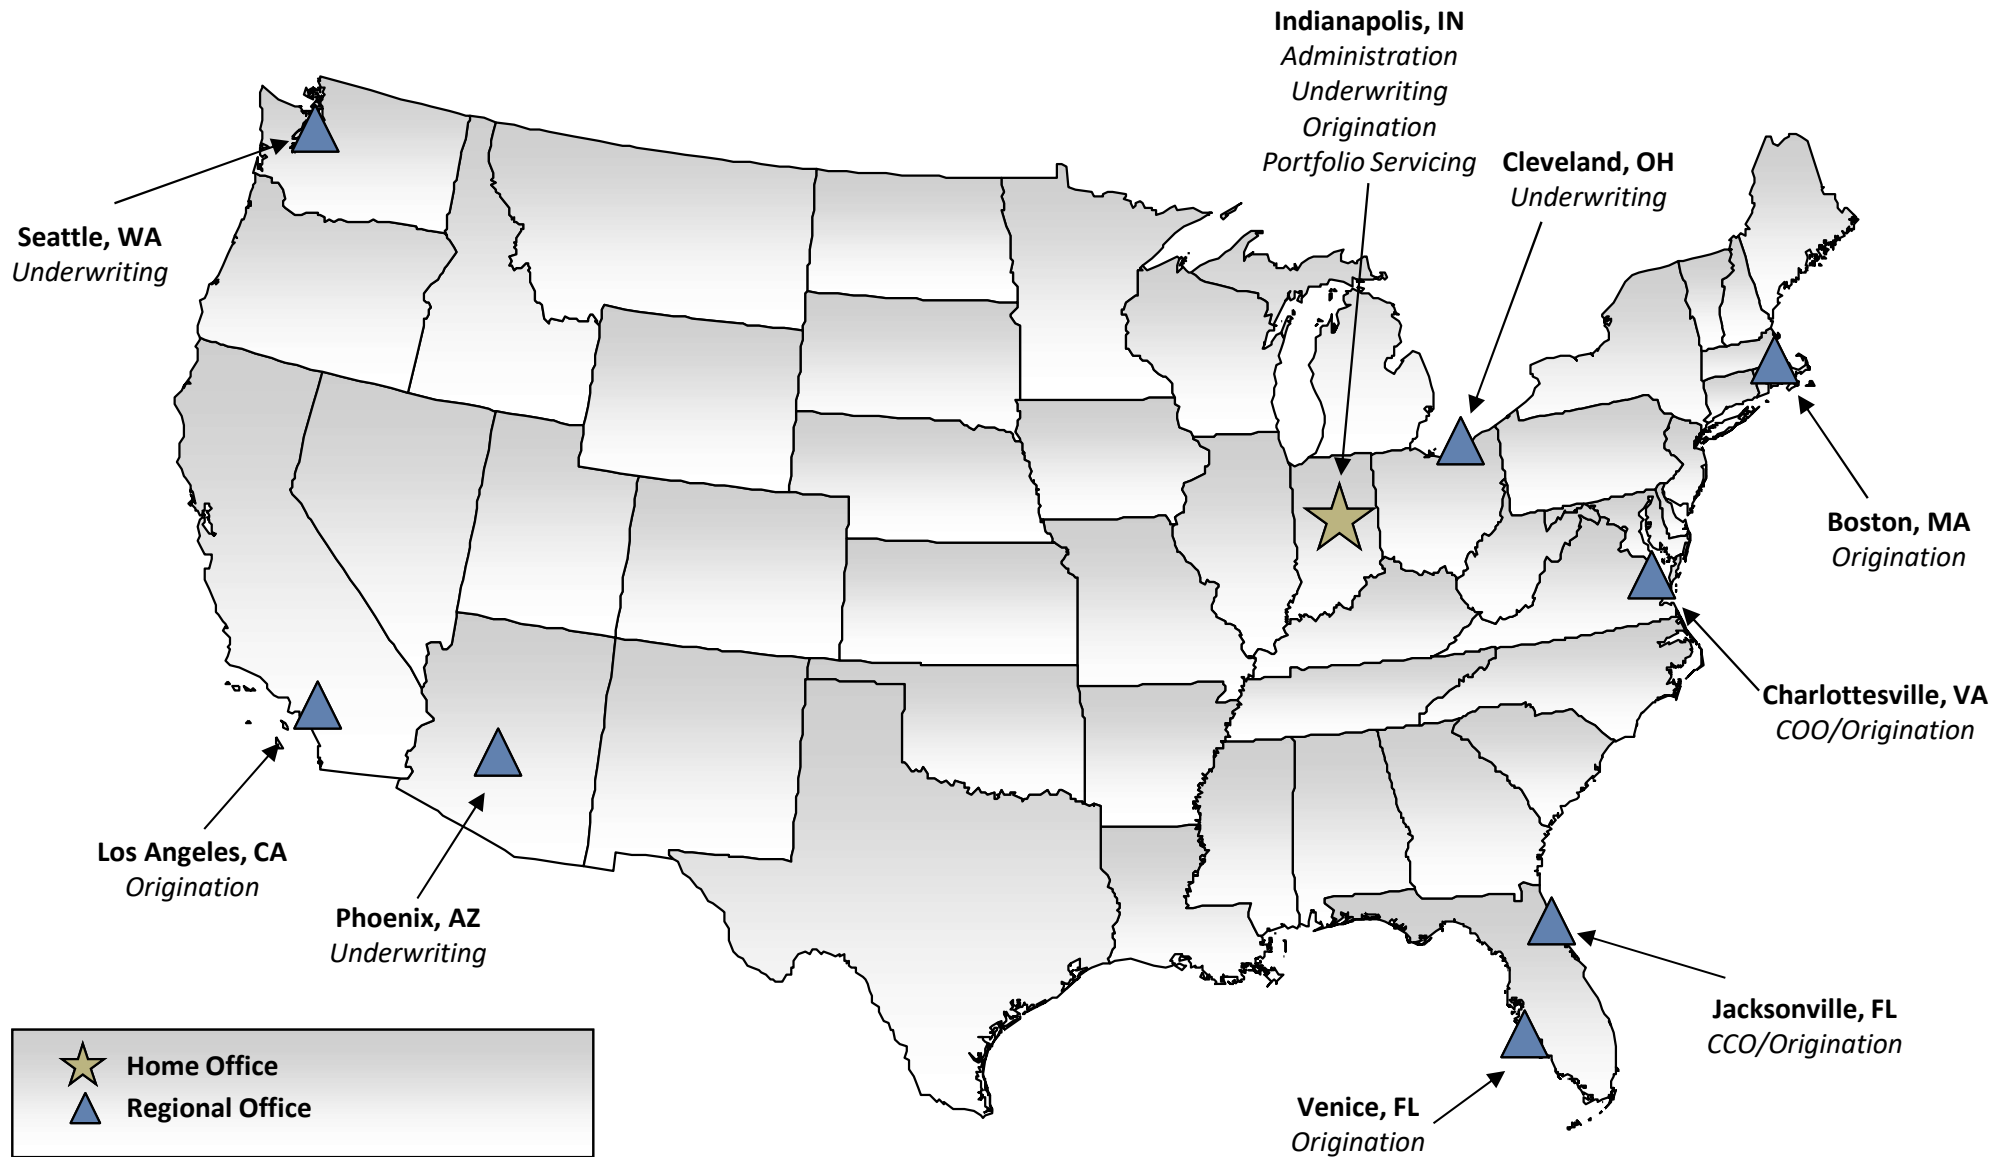 Indianapolis, IN
Administration
Underwriting
Origination
Portfolio Servicing
Cleveland, OH
Underwriting
Seattle, WA
Underwriting
Boston, MA
Origination
Charlottesville, VA
COO/Origination
Los Angeles, CA
Origination
Phoenix, AZ
Underwriting
Jacksonville, FL
CCO/Origination
Venice, FL
Origination
Home Office
Regional Office